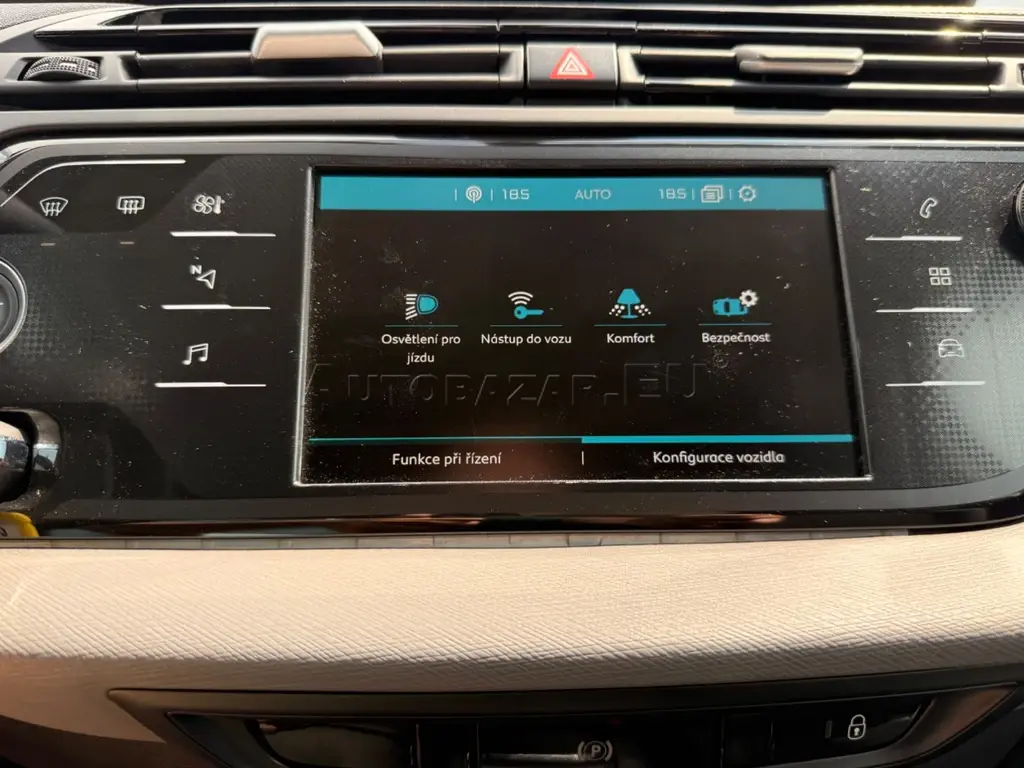 18.5 AUTO 18.5
N
Osvětlení pro
jízdu
Nástup do vozu
Komfort
Bezpečnost
AUTOBAZAR.EU
Funkce při řízení | Konfigurace vozidla
P